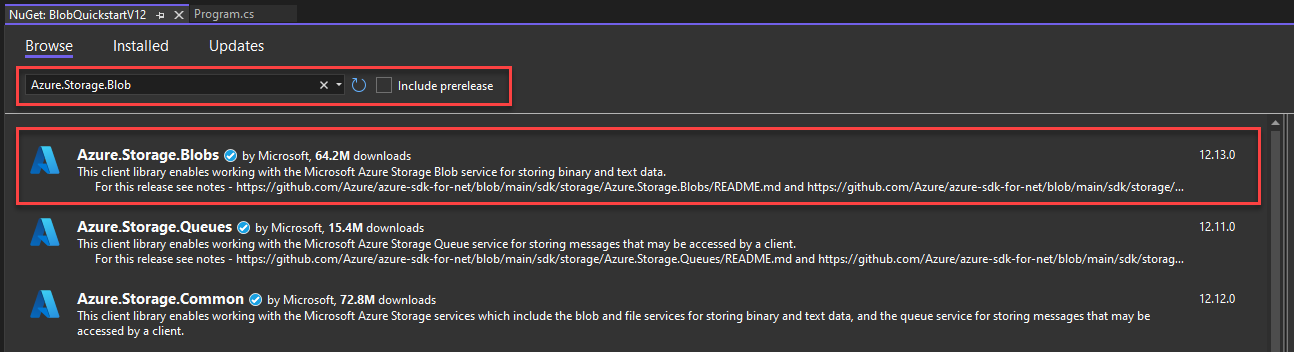 NuGet: BlobQuickstartV12 Program.cs
Browse Installed Updates
Azure.Storage.Blob Include prerelease
Azure.Storage.Blobs by Microsoft, 64.2M downloads 12.13.0
This client library enables working with the Microsoft Azure Storage Blob service for storing binary and text data.
For this release see notes - https://github.com/Azure/azure-sdk-for-net/blob/main/sdk/storage/Azure.Storage.Blobs/README.md and https://github.com/Azure/azure-sdk-for-net/blob/main/sdk/storage/...
Azure.Storage.Queues by Microsoft, 15.4M downloads 12.11.0
This client library enables working with the Microsoft Azure Storage Queue service for storing messages that may be accessed by a client.
For this release see notes - https://github.com/Azure/azure-sdk-for-net/blob/main/sdk/storage/Azure.Storage.Queues/README.md and https://github.com/Azure/azure-sdk-for-net/blob/main/sdk/storag...
Azure.Storage.Common by Microsoft, 72.8M downloads 12.12.0
This client library enables working with the Microsoft Azure Storage services which include the blob and file services for storing binary and text data, and the queue service for storing messages that may be
accessed by a client.